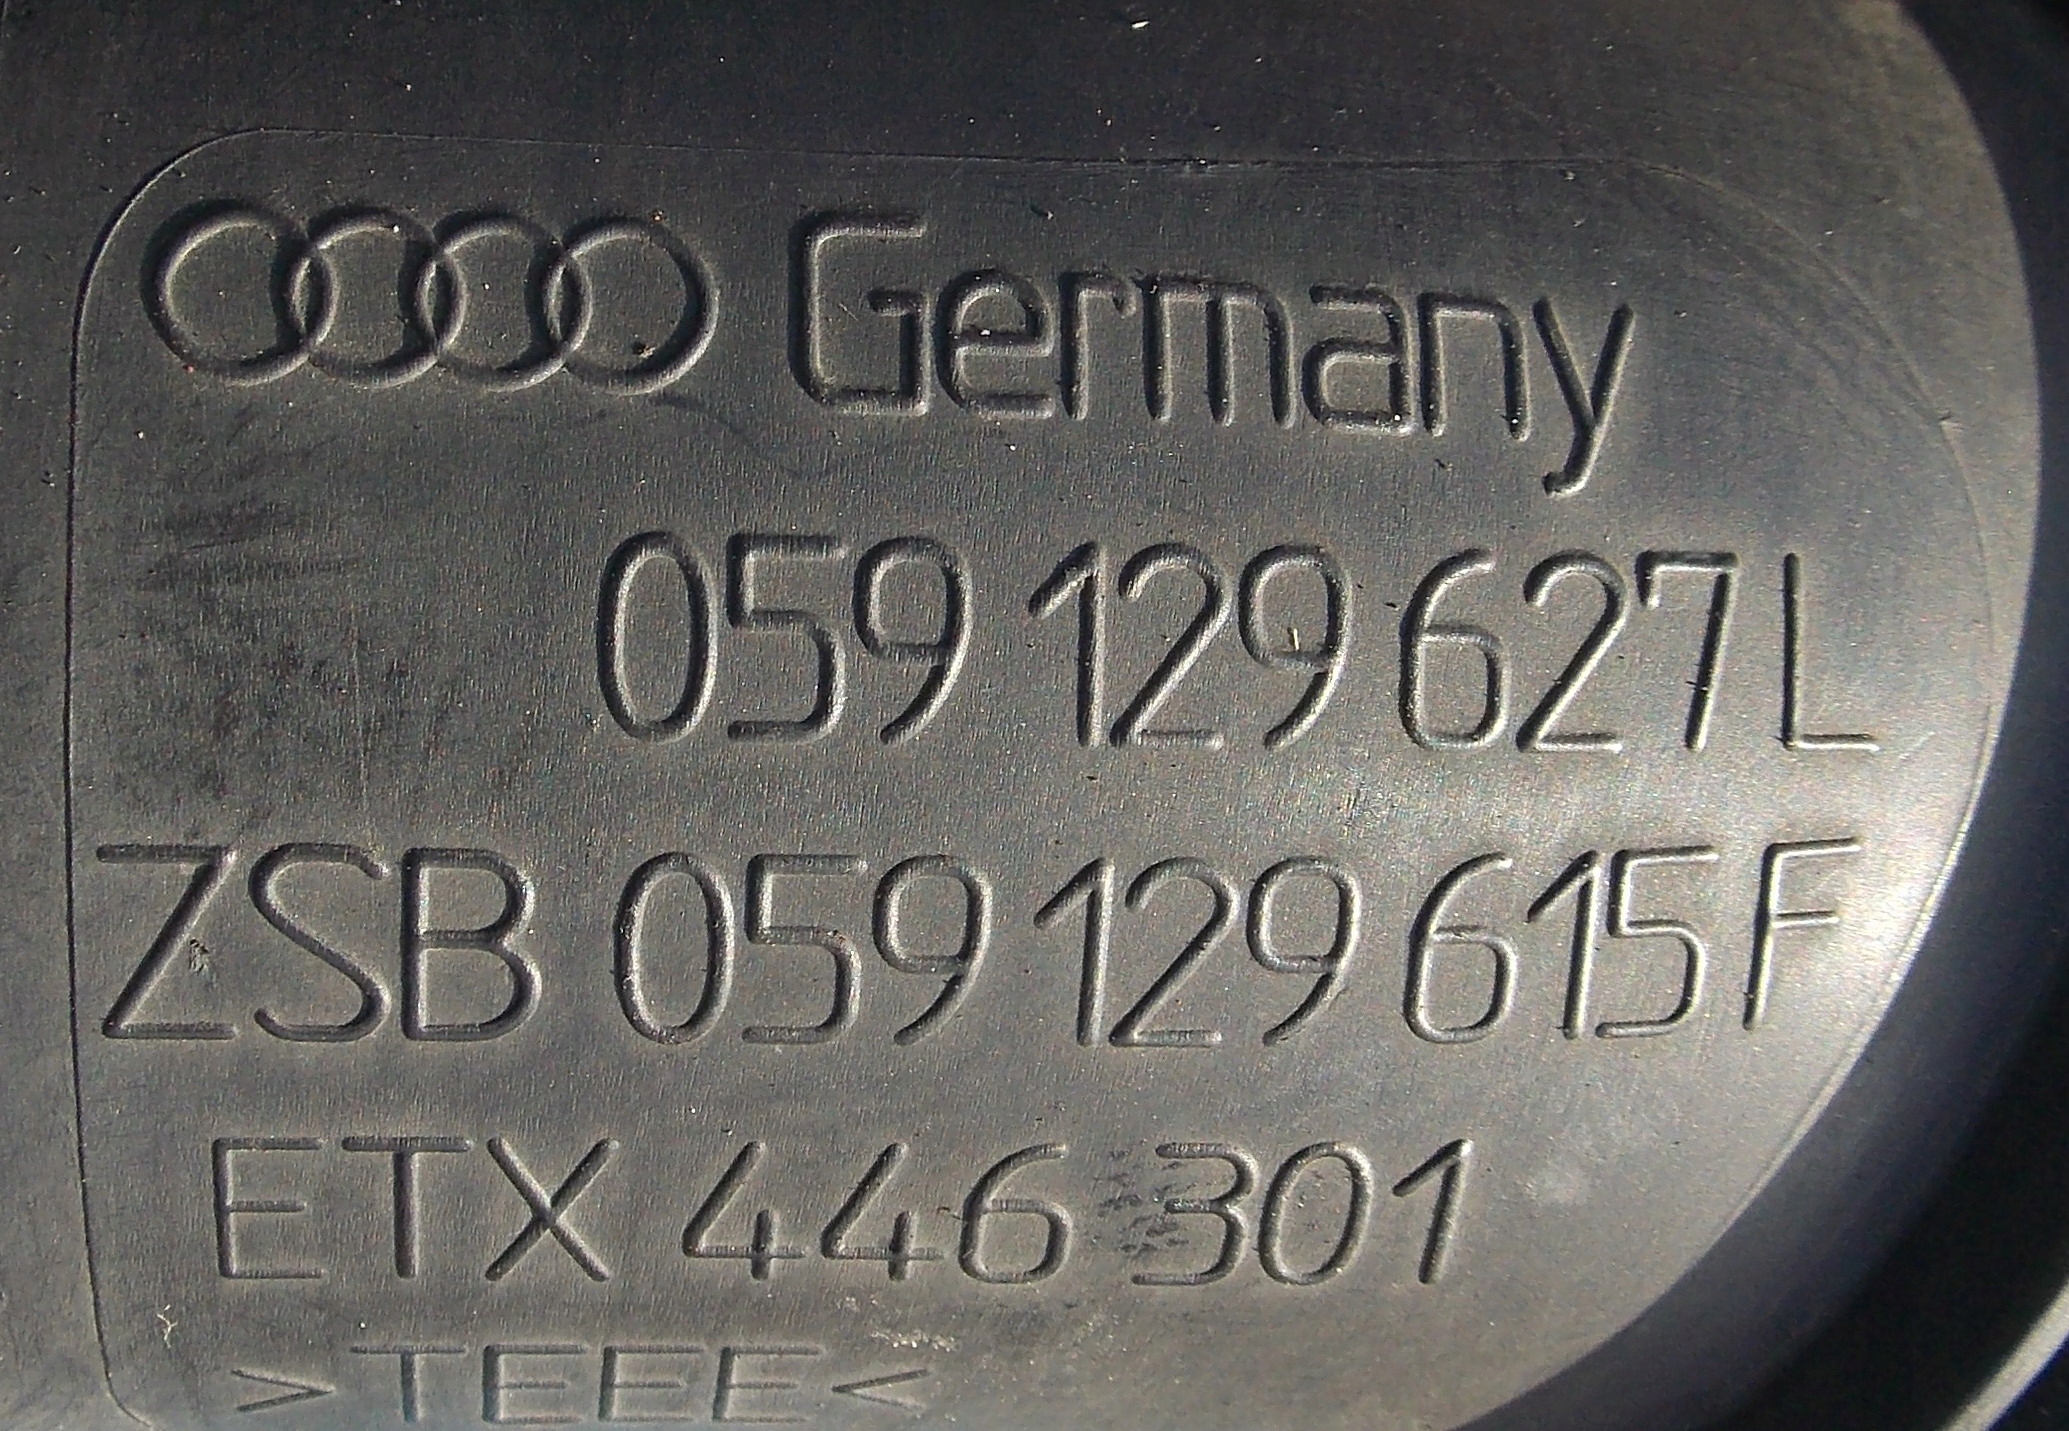 Germany
059 129 627 L
ZSB 059 129 615 F
ETX 446 301
>TEEE<